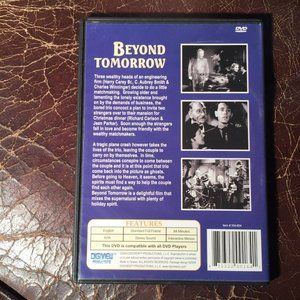 DVD
BEYOND
TOMORROW
Three wealthy heads of an engineering
firm (Harry Carey Sr., C. Aubrey Smith &
Charles Winninger) decide to do a little
matchmaking. Growing older and
lamenting the lonely existence brought
on by the demands of business, the
bored trio concoct a plan to invite two
strangers over to their mansion for
Christmas dinner (Richard Carlson &
Jean Parker). Soon enough the strangers
fall in love and become friendly with the
wealthy matchmakers.
A tragic plane crash however takes the
lives of the trio, leaving the couple to
carry on by themselves. In time,
circumstances conspire to come between
the couple and it is at this point that trio
come back into the picture as ghosts.
Before going to Heaven, it seems, the
spirits must find a way to help the couple
find each other again.
Beyond Tomorrow is a delightful film that
mixes the supernatural with plenty of
holiday spirit.
FEATURES
English
Standard Full Frame
Interactive Menus
This DVD is compatible with all DVD Players
DIGIVIEW